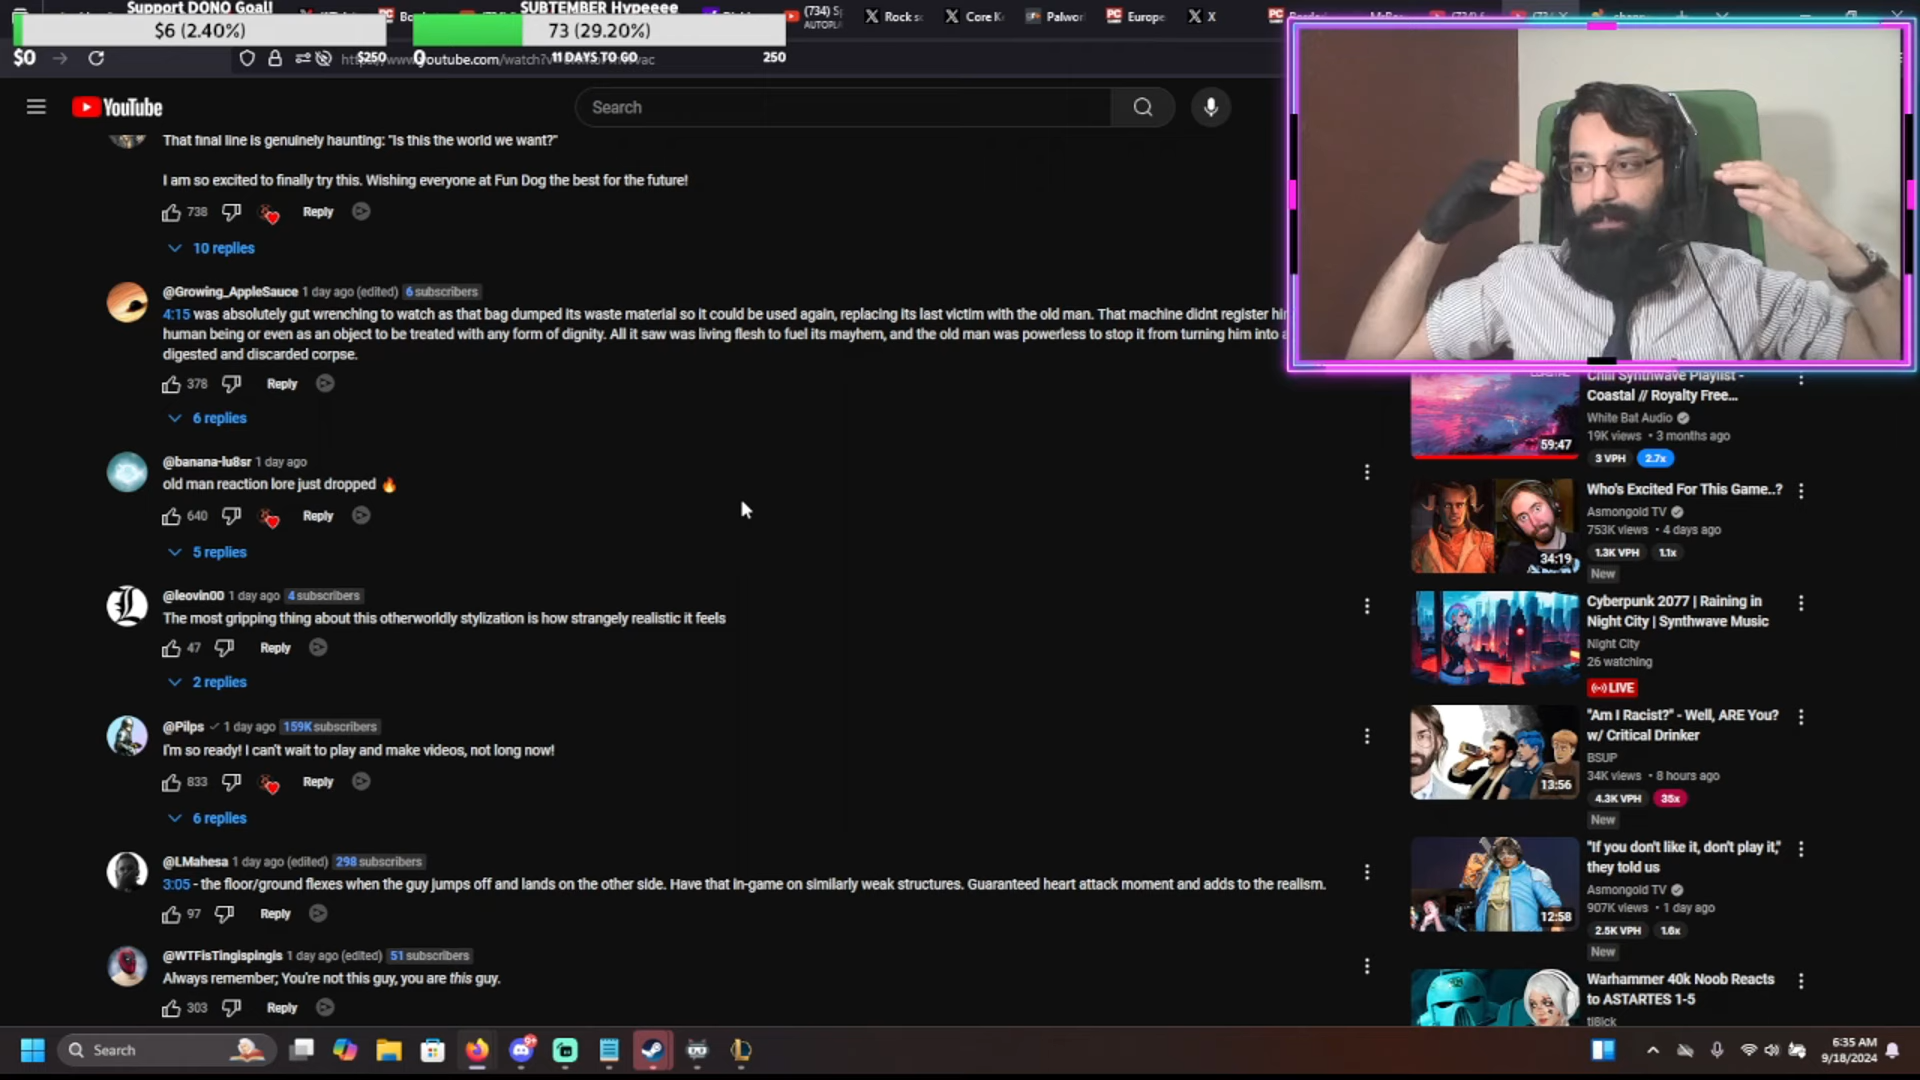 Support DONO Goal!
SUBTEMBER Hypeeee
$6 (2.40%)
73 (29.20%)
$0
$250
0
11 DAYS TO GO
250
(734) S
AUTOPLA
Rock s
Core K
Palwor
Europe
X
YouTube
Search
That final line is genuinely haunting: "Is this the world we want?"
I am so excited to finally try this. Wishing everyone at Fun Dog the best for the future!
738 Reply
10 replies
@Growing_AppleSauce 1 day ago (edited) 6 subscribers
4:15 was absolutely gut wrenching to watch as that bag dumped its waste material so it could be used again, replacing its last victim with the old man. That machine didnt register hi
human being or even as an object to be treated with any form of dignity. All it saw was living flesh to fuel its mayhem, and the old man was powerless to stop it from turning him into a
digested and discarded corpse.
378 Reply
6 replies
@banana-lu8sr 1 day ago
old man reaction lore just dropped 🔥
640 Reply
5 replies
@leovin00 1 day ago 4 subscribers
The most gripping thing about this otherworldly stylization is how strangely realistic it feels
47 Reply
2 replies
@Pilps 1 day ago 159K subscribers
I'm so ready! I can't wait to play and make videos, not long now!
833 Reply
6 replies
@LMahesa 1 day ago (edited) 298 subscribers
3:05 - the floor/ground flexes when the guy jumps off and lands on the other side. Have that in-game on similarly weak structures. Guaranteed heart attack moment and adds to the realism.
97 Reply
@WTFisTingispingis 1 day ago (edited) 51 subscribers
Always remember; You're not this guy, you are this guy.
303 Reply
Chill Synthwave Playlist -
Coastal // Royalty Free...
White Bat Audio
19K views • 3 months ago
3 VPH 2.7x
59:47
Who's Excited For This Game..?
Asmongold TV
753K views • 4 days ago
1.3K VPH 1.1x
New
34:19
Cyberpunk 2077 | Raining in
Night City | Synthwave Music
Night City
26 watching
LIVE
"Am I Racist?" - Well, ARE You?
w/ Critical Drinker
BSUP
34K views • 8 hours ago
4.3K VPH 35x
New
13:56
"If you don't like it, don't play it,"
they told us
Asmongold TV
907K views • 1 day ago
2.5K VPH 1.6x
New
12:58
Warhammer 40k Noob Reacts
to ASTARTES 1-5
Search
6:35 AM
9/18/2024